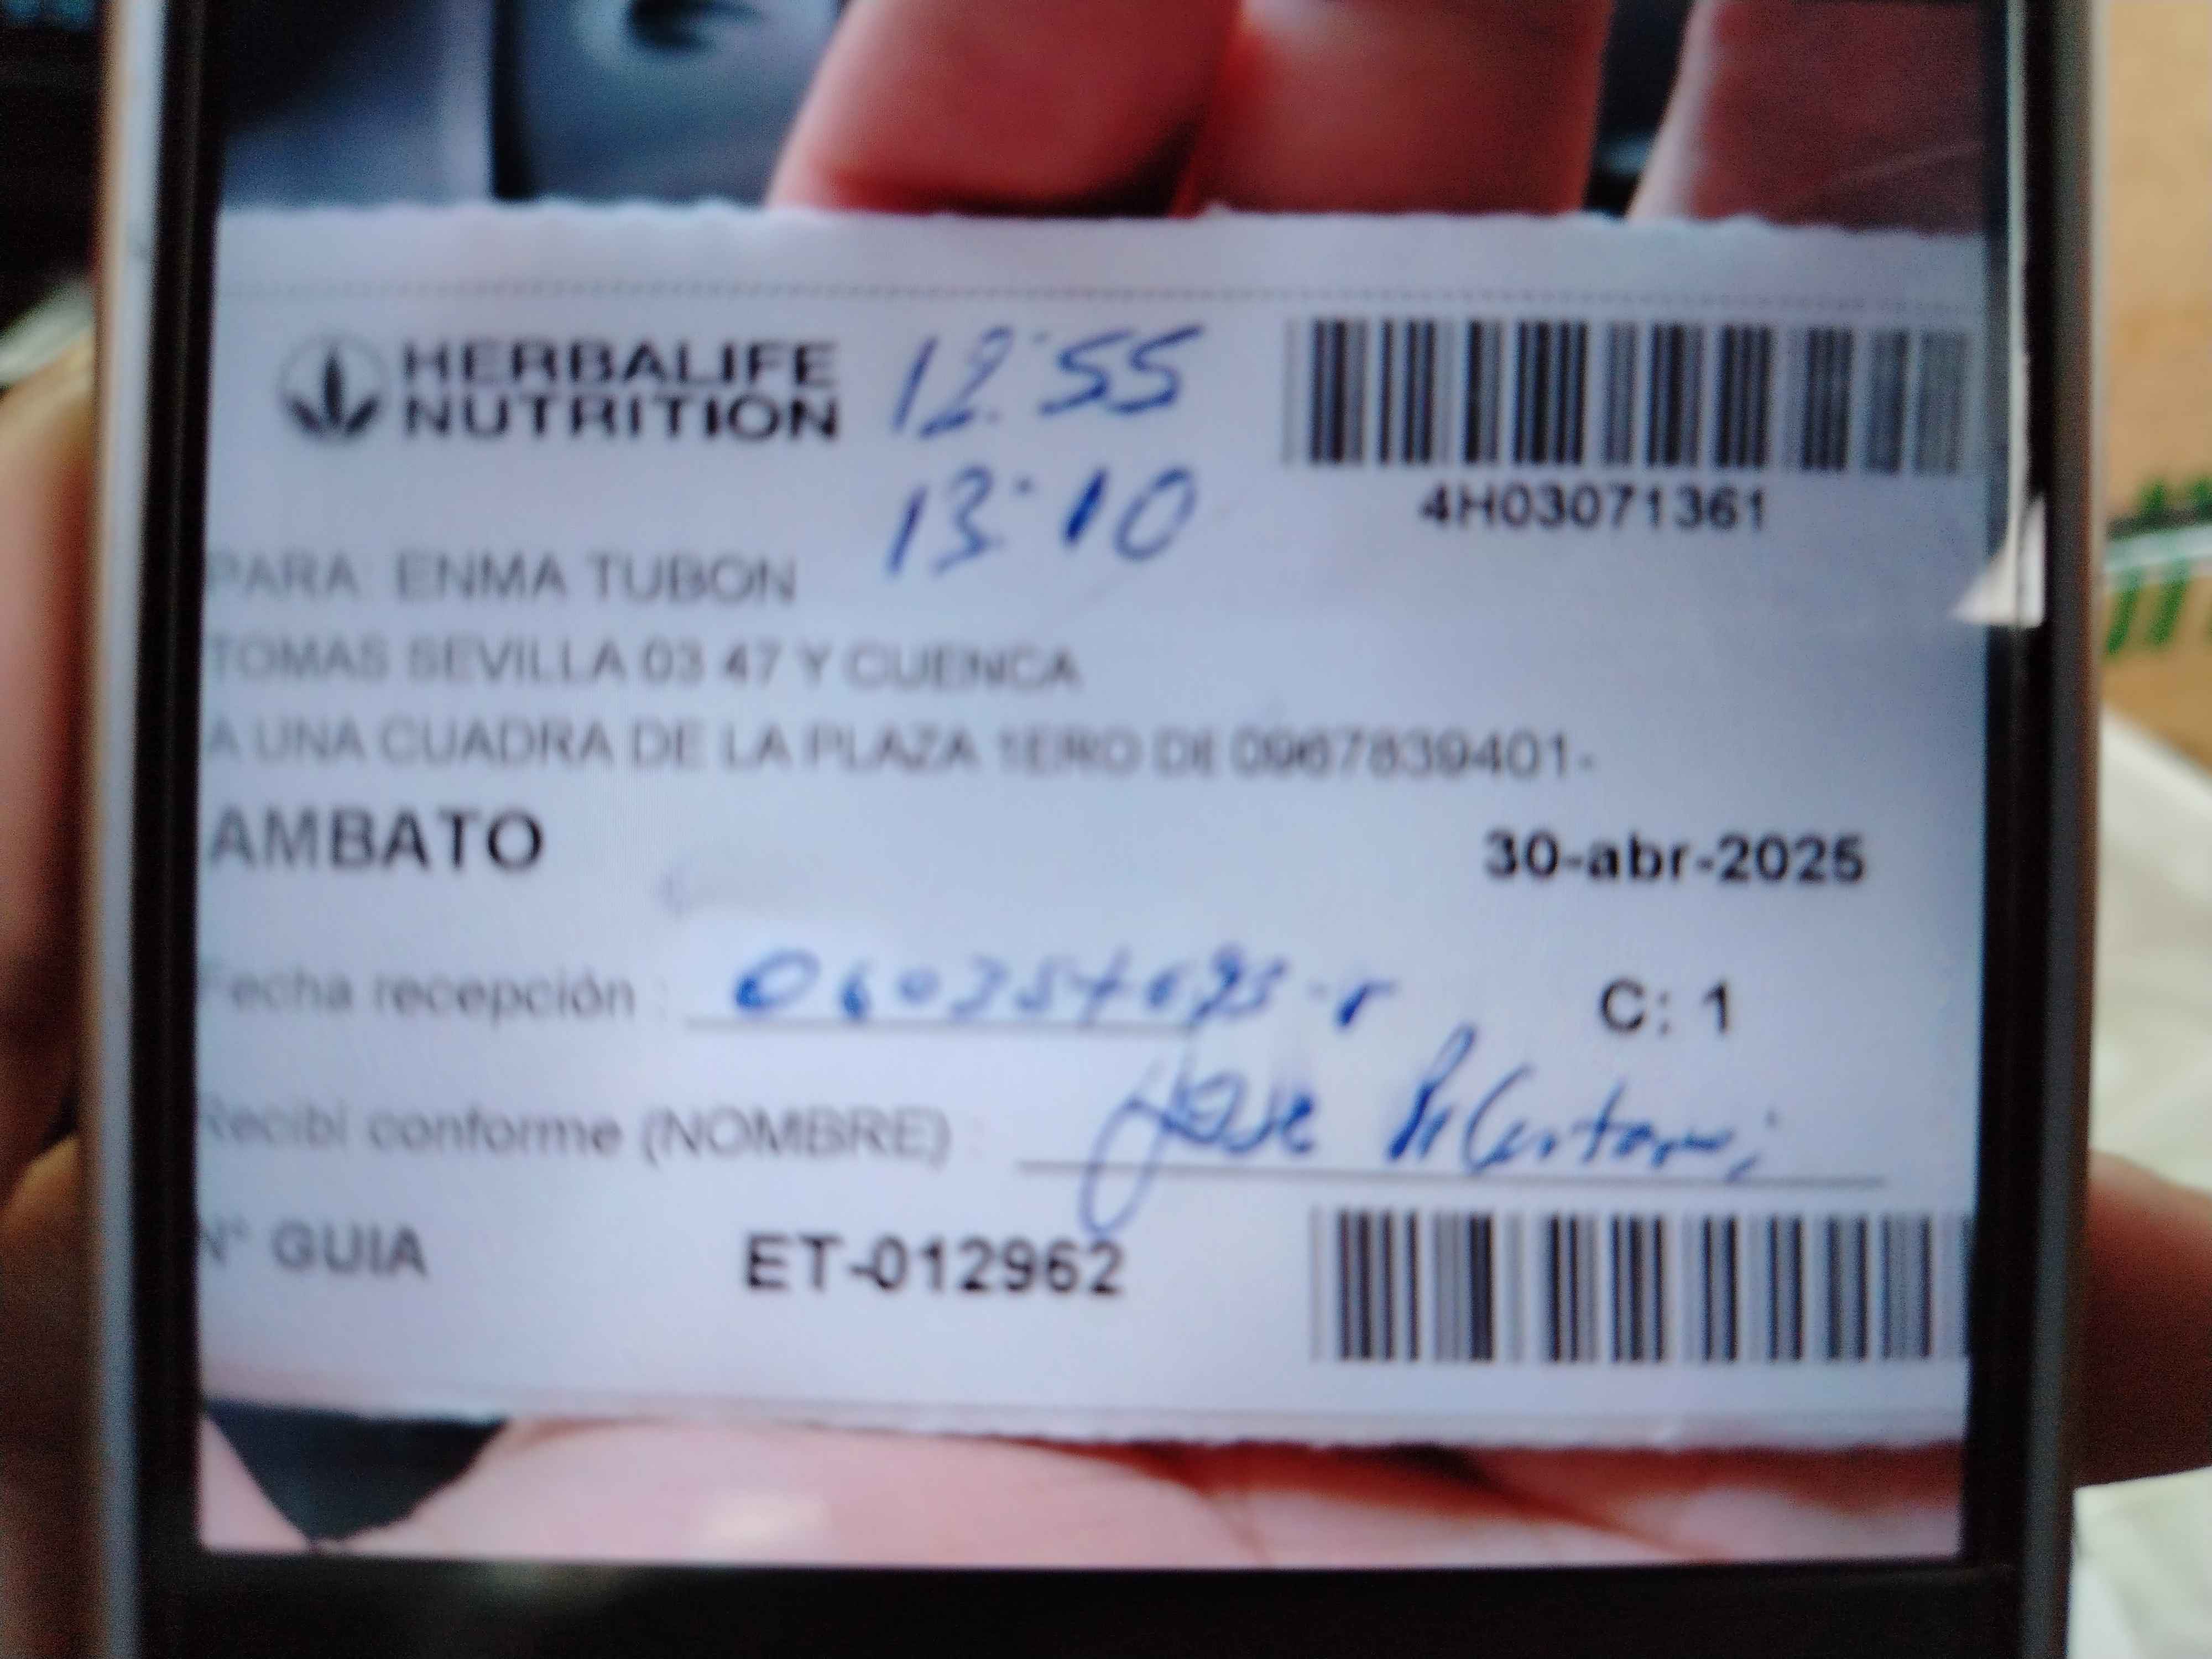 HERBALIFE
NUTRITION
12:55
13:10
4H03071361
PARA: ENMA TUBON
TOMAS SEVILLA 03 47 Y CUENCA
A UNA CUADRA DE LA PLAZA 1ERO DE 0967839401-
AMBATO
30-abr-2025
Fecha recepción :
C: 1
Recibí conforme (NOMBRE) : Jose
N° GUIA ET-012962